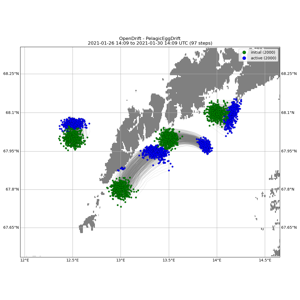 OpenDrift - PelagicEggDrift
2021-01-26 14:09 to 2021-01-30 14:09 UTC (97 steps)
initial (2000)
active (2000)
68.25°N
68.25°N
68.1°N
68.1°N
67.95°N
67.95°N
67.8°N
67.8°N
67.65°N
67.65°N
12°E
12.5°E
13°E
13.5°E
14°E
14.5°E